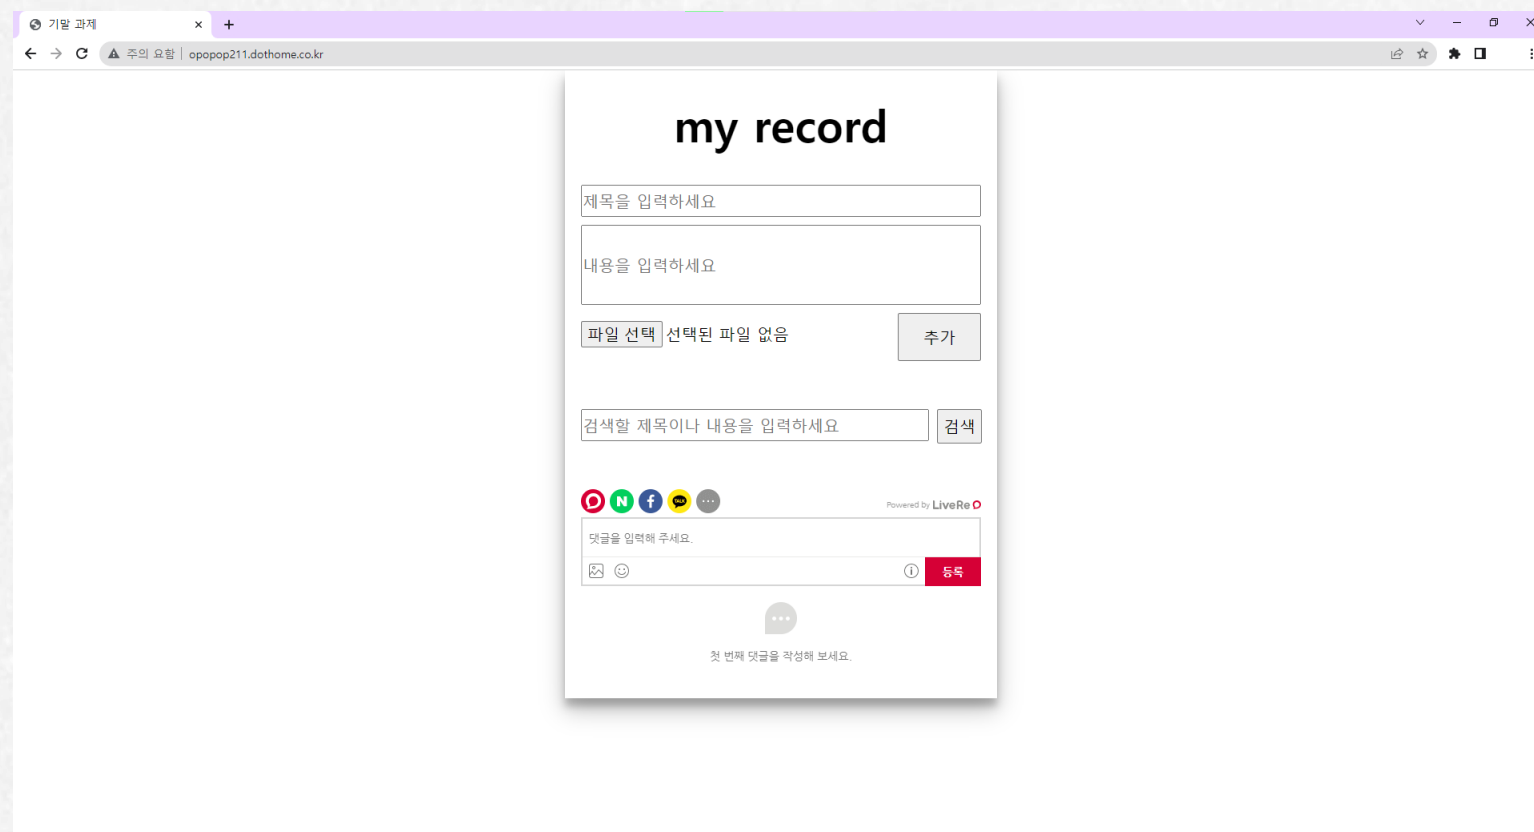 기말 과제
주의 요함 opopop211.dothome.co.kr
my record
제목을 입력하세요
내용을 입력하세요
파일 선택 선택된 파일 없음
추가
검색할 제목이나 내용을 입력하세요
검색
N f TALK
Powered by LiveRe
댓글을 입력해 주세요.
등록
첫 번째 댓글을 작성해 보세요.